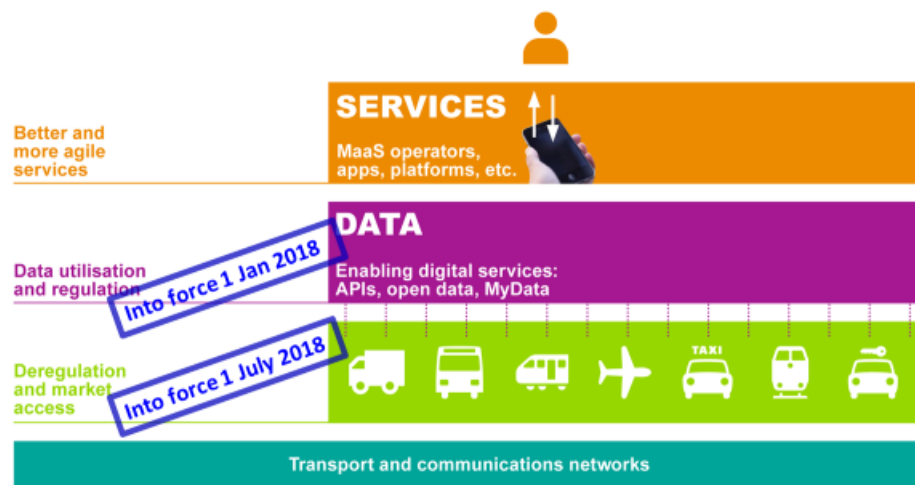 SERVICES
Better and
more agile
services
MaaS operators,
apps, platforms, etc.
DATA
Into force 1 Jan 2018
Data utilisation
and regulation
Enabling digital services:
APIs, open data, MyData
Into force 1 July 2018
TAXI
Deregulation
and market
access
Transport and communications networks